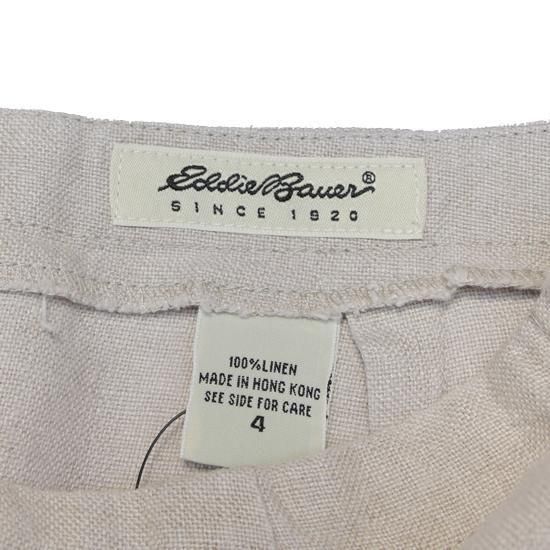 Eddie Bauer®
SINCE 1920
100% LINEN
MADE IN HONG KONG
SEE SIDE FOR CARE
4